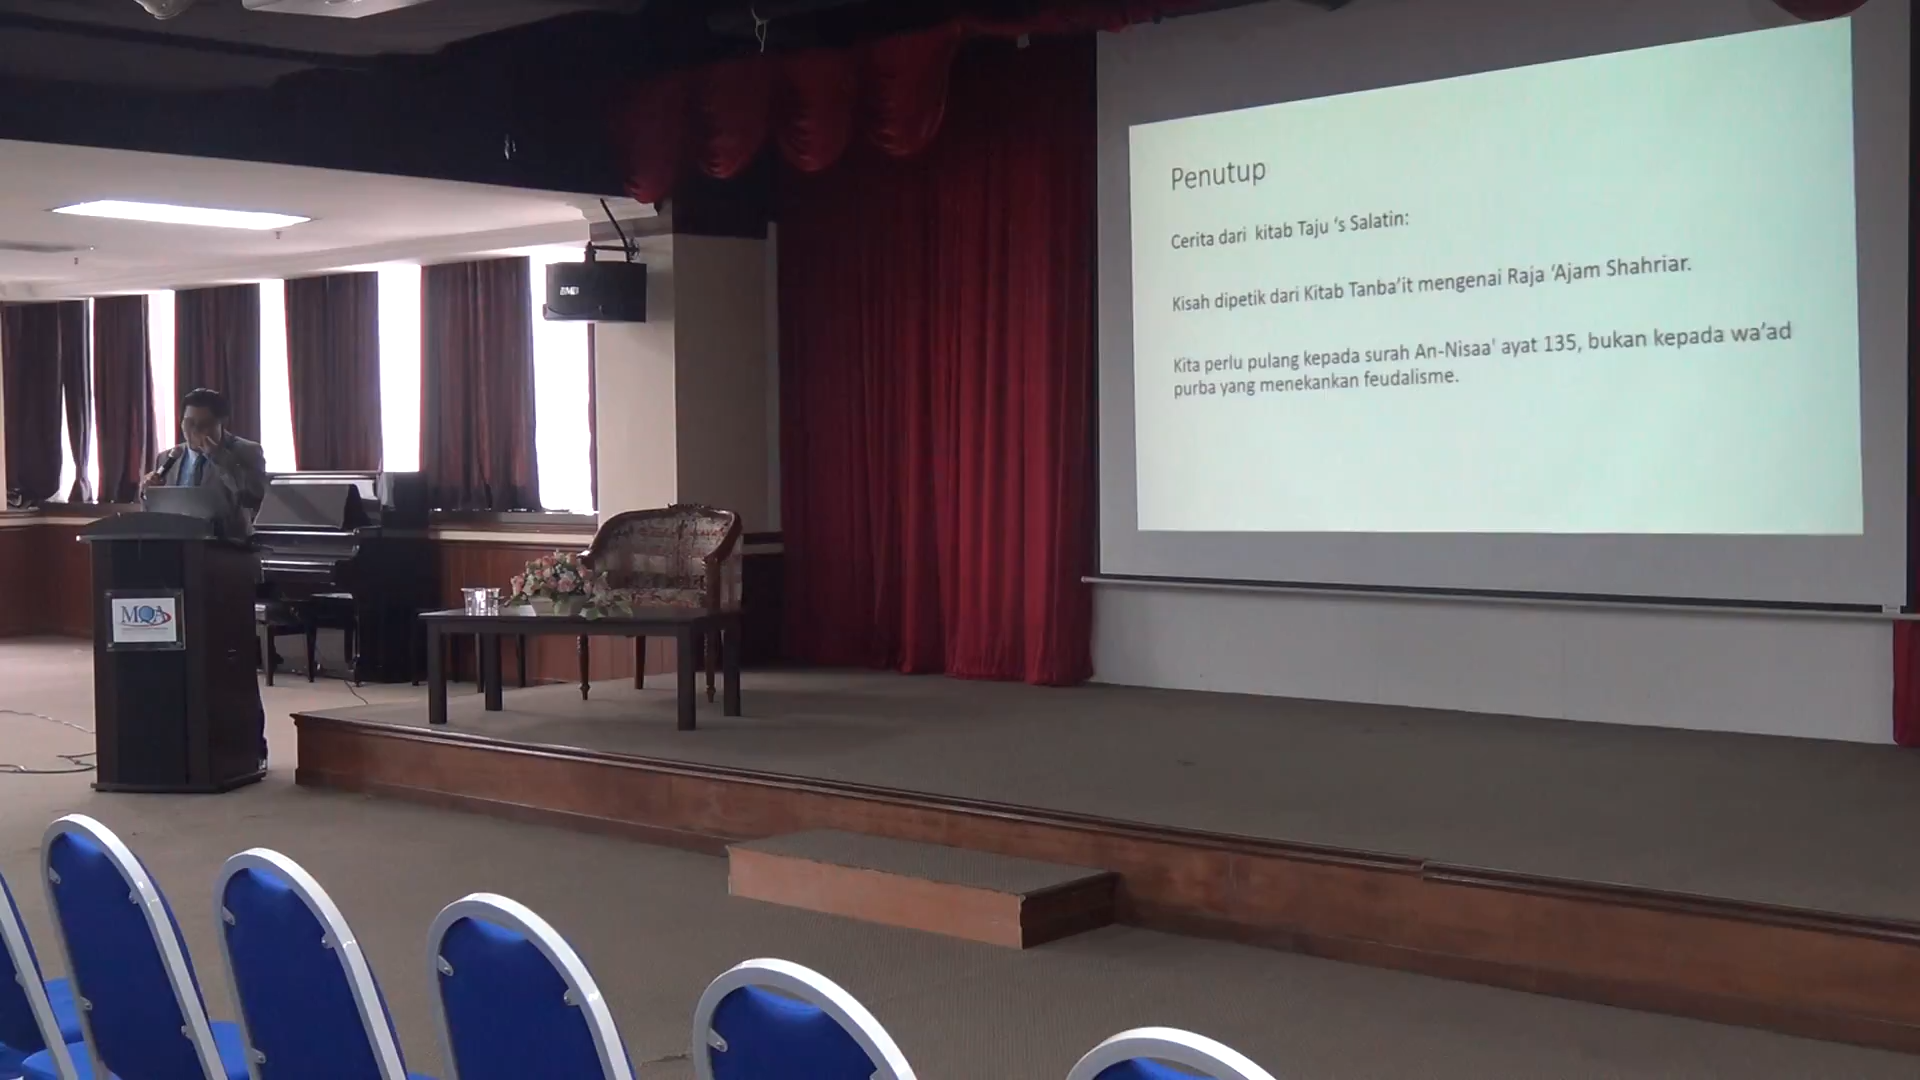 Penutup
Cerita dari kitab Taju ‘s Salatin:
Kisah dipetik dari Kitab Tanba’it mengenai Raja ‘Ajam Shahriar.
Kita perlu pulang kepada surah An-Nisaa' ayat 135, bukan kepada wa’ad
purba yang menekankan feudalisme.
MQA
BMB